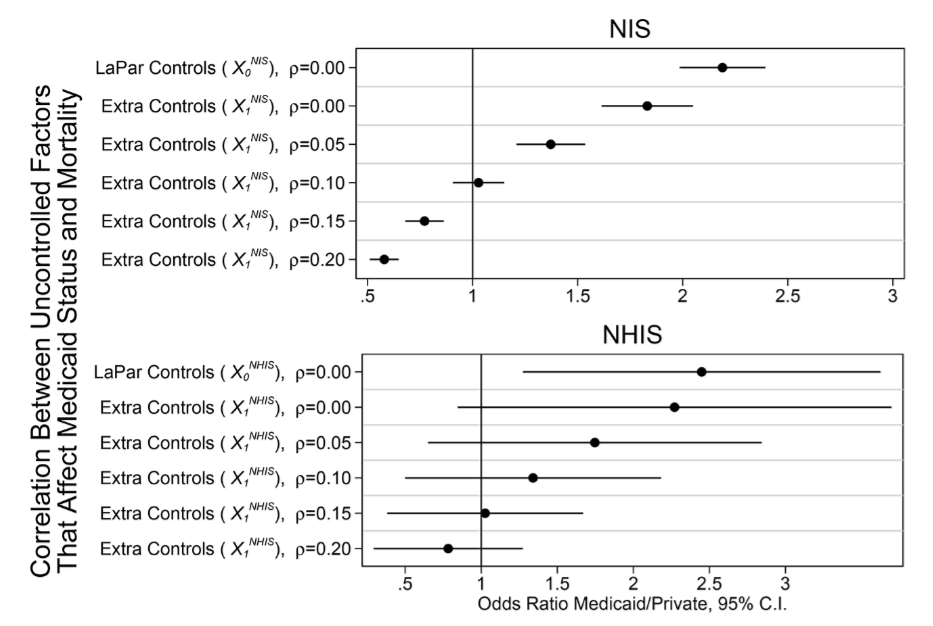 NIS
Correlation Between Uncontrolled Factors
That Affect Medicaid Status and Mortality
LaPar Controls ( X₀ᴺᴵˢ), ρ=0.00
Extra Controls ( X₁ᴺᴵˢ), ρ=0.00
Extra Controls ( X₁ᴺᴵˢ), ρ=0.05
Extra Controls ( X₁ᴺᴵˢ), ρ=0.10
Extra Controls ( X₁ᴺᴵˢ), ρ=0.15
Extra Controls ( X₁ᴺᴵˢ), ρ=0.20
.5 1 1.5 2 2.5 3
NHIS
LaPar Controls ( X₀ᴺᴴᴵˢ), ρ=0.00
Extra Controls ( X₁ᴺᴴᴵˢ), ρ=0.00
Extra Controls ( X₁ᴺᴴᴵˢ), ρ=0.05
Extra Controls ( X₁ᴺᴴᴵˢ), ρ=0.10
Extra Controls ( X₁ᴺᴴᴵˢ), ρ=0.15
Extra Controls ( X₁ᴺᴴᴵˢ), ρ=0.20
.5 1 1.5 2 2.5 3
Odds Ratio Medicaid/Private, 95% C.I.